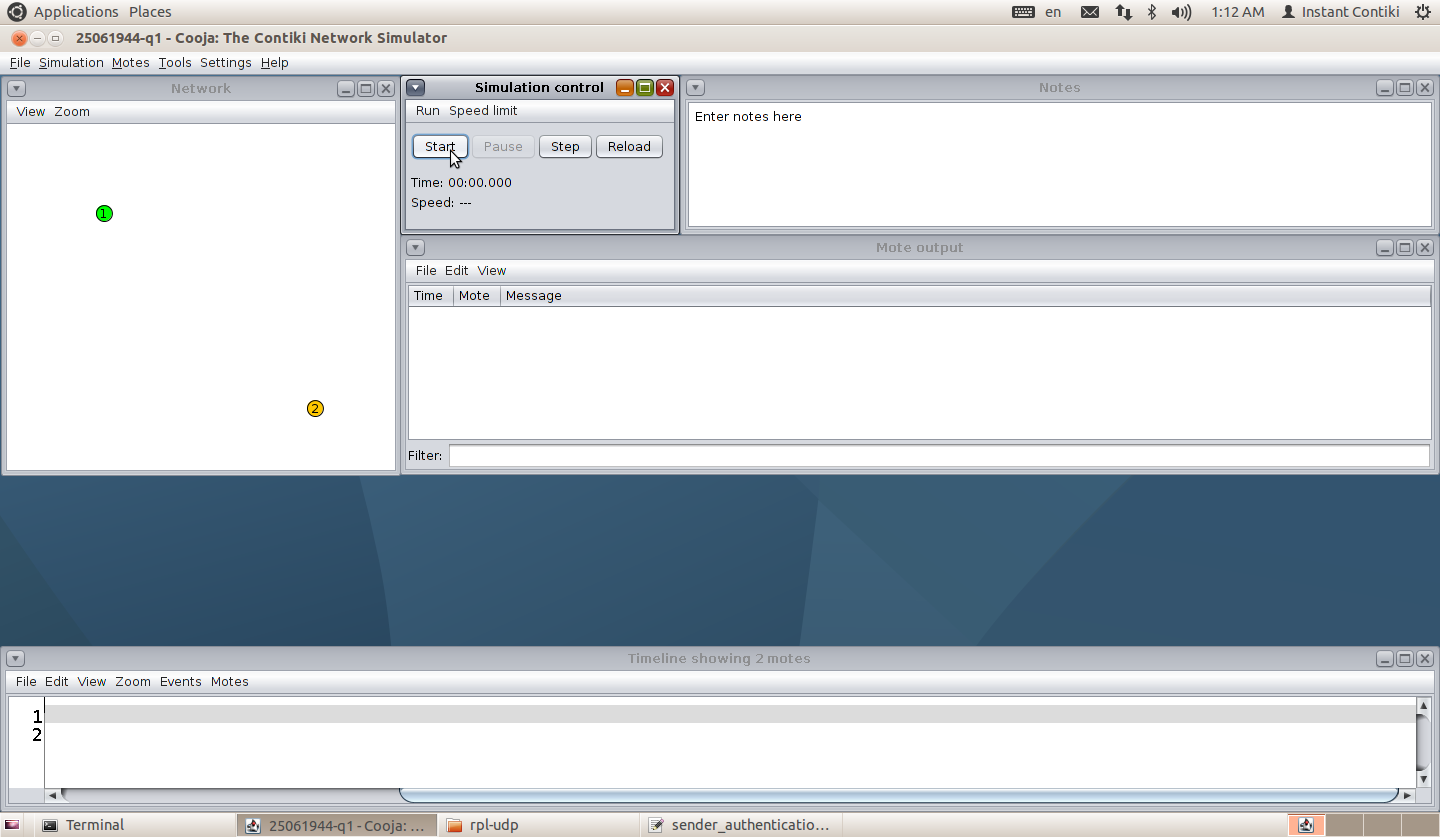 Applications Places en 1:12 AM Instant Contiki
25061944-q1 - Cooja: The Contiki Network Simulator
File Simulation Motes Tools Settings Help
Network
View Zoom
1
2
Simulation control
Run Speed limit
Start Pause Step Reload
Time: 00:00.000
Speed: ---
Notes
Enter notes here
Mote output
File Edit View
Time Mote Message
Filter:
Timeline showing 2 motes
File Edit View Zoom Events Motes
1
2
Terminal 25061944-q1 - Cooja: ... rpl-udp sender_authenticatio...